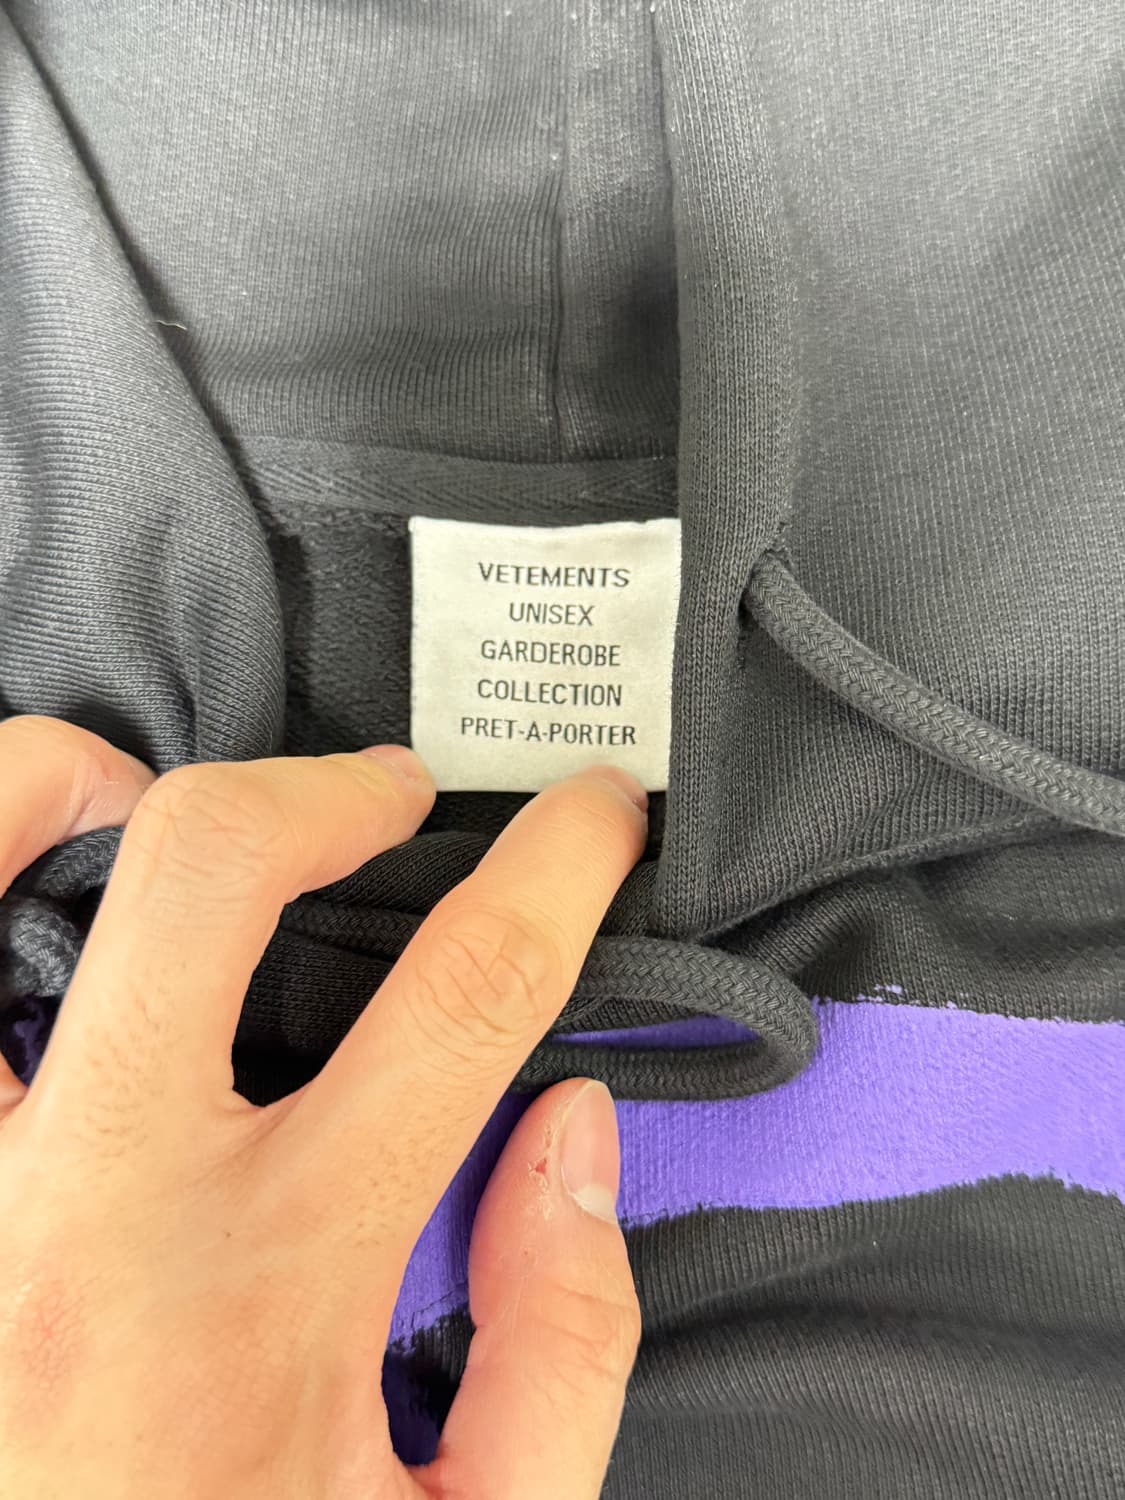 VETEMENTS
UNISEX
GARDEROBE
COLLECTION
PRET-A-PORTER